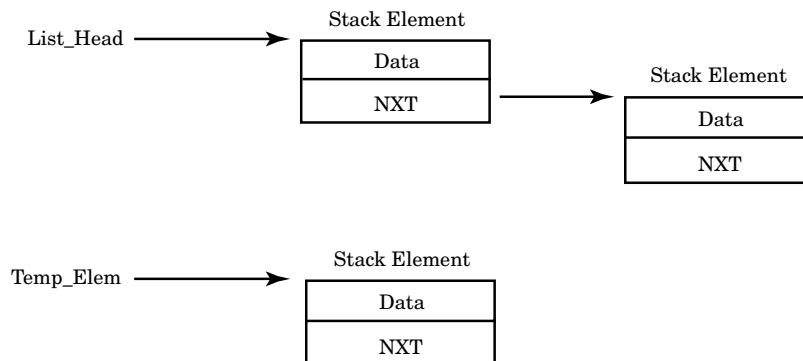 Stack Element
List_Head
Data
NXT
Stack Element
Data
NXT
Stack Element
Temp_Elem
Data
NXT